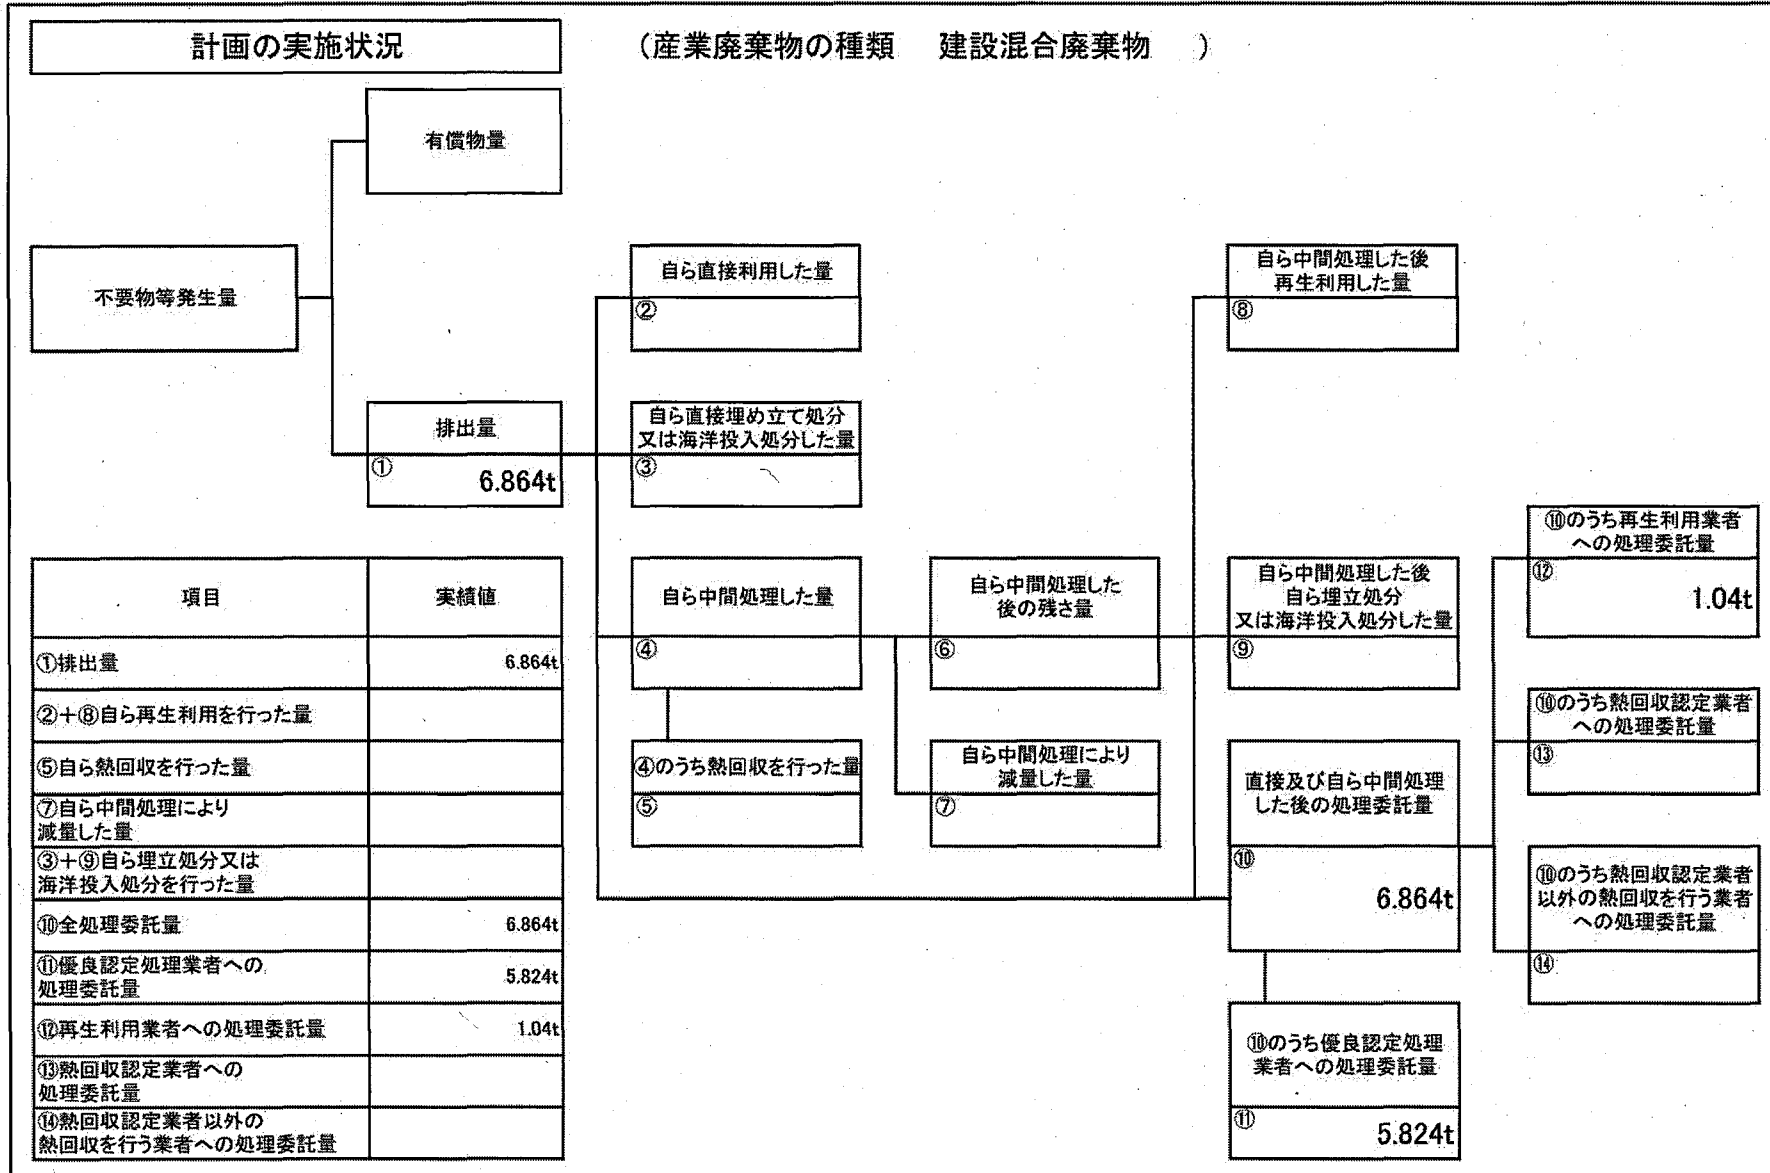 計画の実施状況 (産業廃棄物の種類 建設混合廃棄物 )
有償物量
不要物等発生量
排出量
①
6.864t
自ら直接利用した量
②
自ら直接埋め立て処分
又は海洋投入処分した量
③
自ら中間処理した量
④
④のうち熱回収を行った量
⑤
自ら中間処理した
後の残さ量
⑥
自ら中間処理により
減量した量
⑦
自ら中間処理した後
再生利用した量
⑧
自ら中間処理した後
自ら埋立処分
又は海洋投入処分した量
⑨
直接及び自ら中間処理
した後の処理委託量
⑩
6.864t
⑩のうち優良認定処理
業者への処理委託量
⑪
5.824t
⑩のうち再生利用業者
への処理委託量
⑫
1.04t
⑩のうち熱回収認定業者
への処理委託量
⑬
⑩のうち熱回収認定業者
以外の熱回収を行う業者
への処理委託量
⑭
項目 実績値
①排出量 6.864t
②＋⑧自ら再生利用を行った量
⑤自ら熱回収を行った量
⑦自ら中間処理により
減量した量
③＋⑨自ら埋立処分又は
海洋投入処分を行った量
⑩全処理委託量 6.864t
⑪優良認定処理業者への
処理委託量 5.824t
⑫再生利用業者への処理委託量 1.04t
⑬熱回収認定業者への
処理委託量
⑭熱回収認定業者以外の
熱回収を行う業者への処理委託量